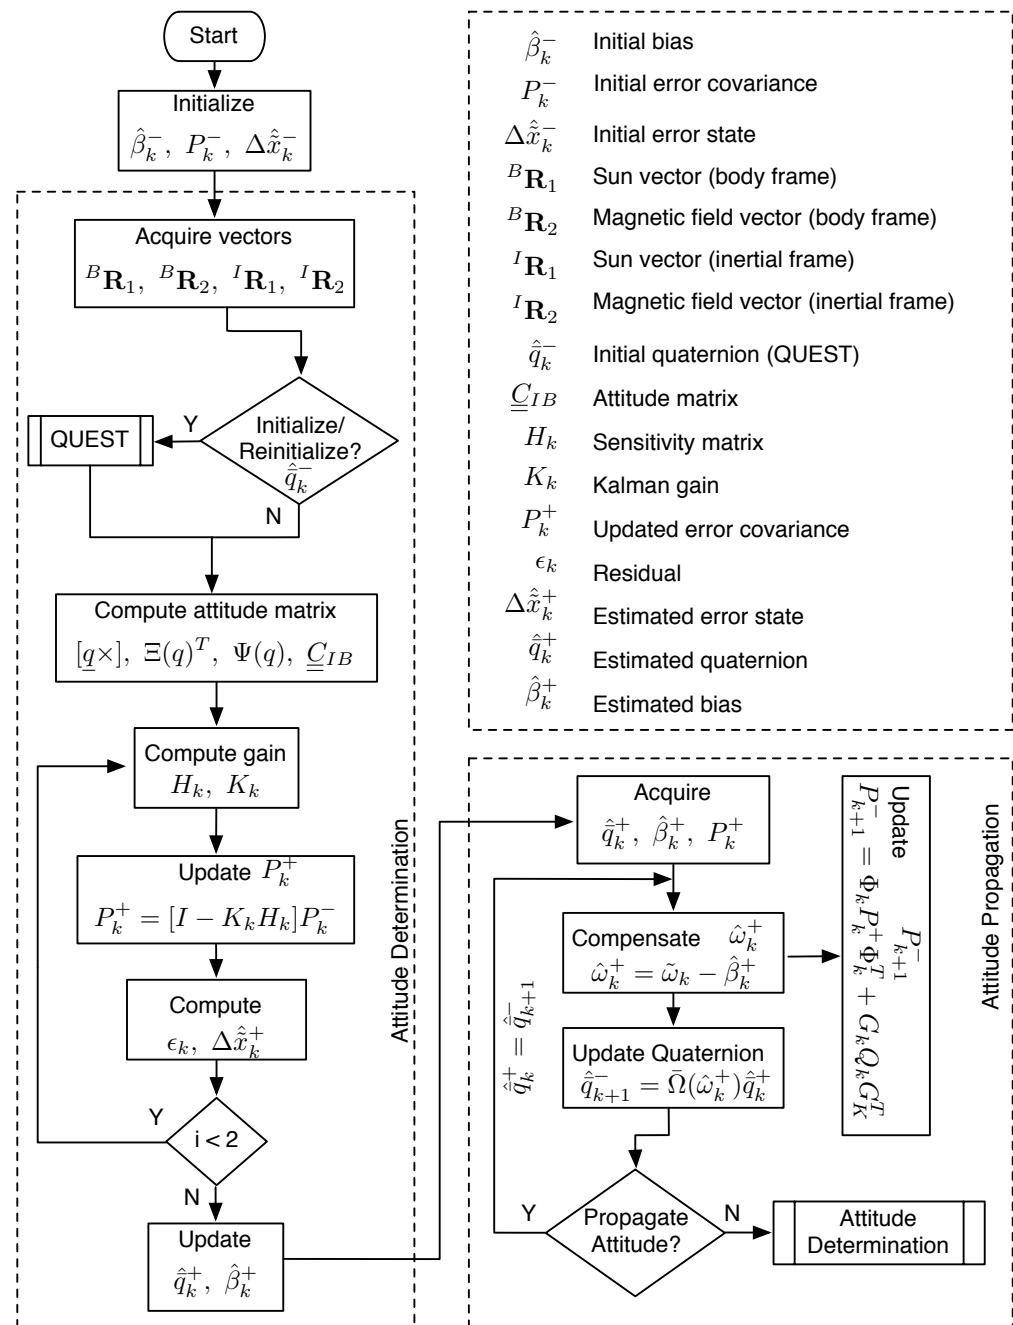 Start
Initialize
$\hat{\beta}_k^-,\ P_k^-,\ \Delta\hat{\tilde{x}}_k^-$
Acquire vectors
${}^B\mathbf{R}_1,\ {}^B\mathbf{R}_2,\ {}^I\mathbf{R}_1,\ {}^I\mathbf{R}_2$
Initialize/
Reinitialize?
$\hat{\bar{q}}_k^-$
Y
QUEST
N
Compute attitude matrix
$[\underline{q}\times],\ \Xi(q)^T,\ \Psi(q),\ \underline{\underline{C}}_{IB}$
Compute gain
$H_k,\ K_k$
Update $P_k^+$
$P_k^+ = [I - K_k H_k]P_k^-$
Compute
$\epsilon_k,\ \Delta\hat{\tilde{x}}_k^+$
Y
i < 2
N
Update
$\hat{\bar{q}}_k^+,\ \hat{\beta}_k^+$
Attitude Determination
$\hat{\beta}_k^-$ Initial bias
$P_k^-$ Initial error covariance
$\Delta\hat{\tilde{x}}_k^-$ Initial error state
${}^B\mathbf{R}_1$ Sun vector (body frame)
${}^B\mathbf{R}_2$ Magnetic field vector (body frame)
${}^I\mathbf{R}_1$ Sun vector (inertial frame)
${}^I\mathbf{R}_2$ Magnetic field vector (inertial frame)
$\hat{\bar{q}}_k^-$ Initial quaternion (QUEST)
$\underline{\underline{C}}_{IB}$ Attitude matrix
$H_k$ Sensitivity matrix
$K_k$ Kalman gain
$P_k^+$ Updated error covariance
$\epsilon_k$ Residual
$\Delta\hat{\tilde{x}}_k^+$ Estimated error state
$\hat{\bar{q}}_k^+$ Estimated quaternion
$\hat{\beta}_k^+$ Estimated bias
Acquire
$\hat{\bar{q}}_k^+,\ \hat{\beta}_k^+,\ P_k^+$
Compensate $\hat{\omega}_k^+$
$\hat{\omega}_k^+ = \tilde{\omega}_k - \hat{\beta}_k^+$
Update Quaternion
$\hat{\bar{q}}_{k+1}^- = \bar{\Omega}(\hat{\omega}_k^+)\hat{\bar{q}}_k^+$
$\hat{\bar{q}}_k^+ = \hat{\bar{q}}_{k+1}^-$
Y
Propagate
Attitude?
N
Attitude
Determination
Update $P_{k+1}^-$
$P_{k+1}^- = \Phi_k P_k^+ \Phi_k^T + G_k Q_k G_K^T$
Attitude Propagation